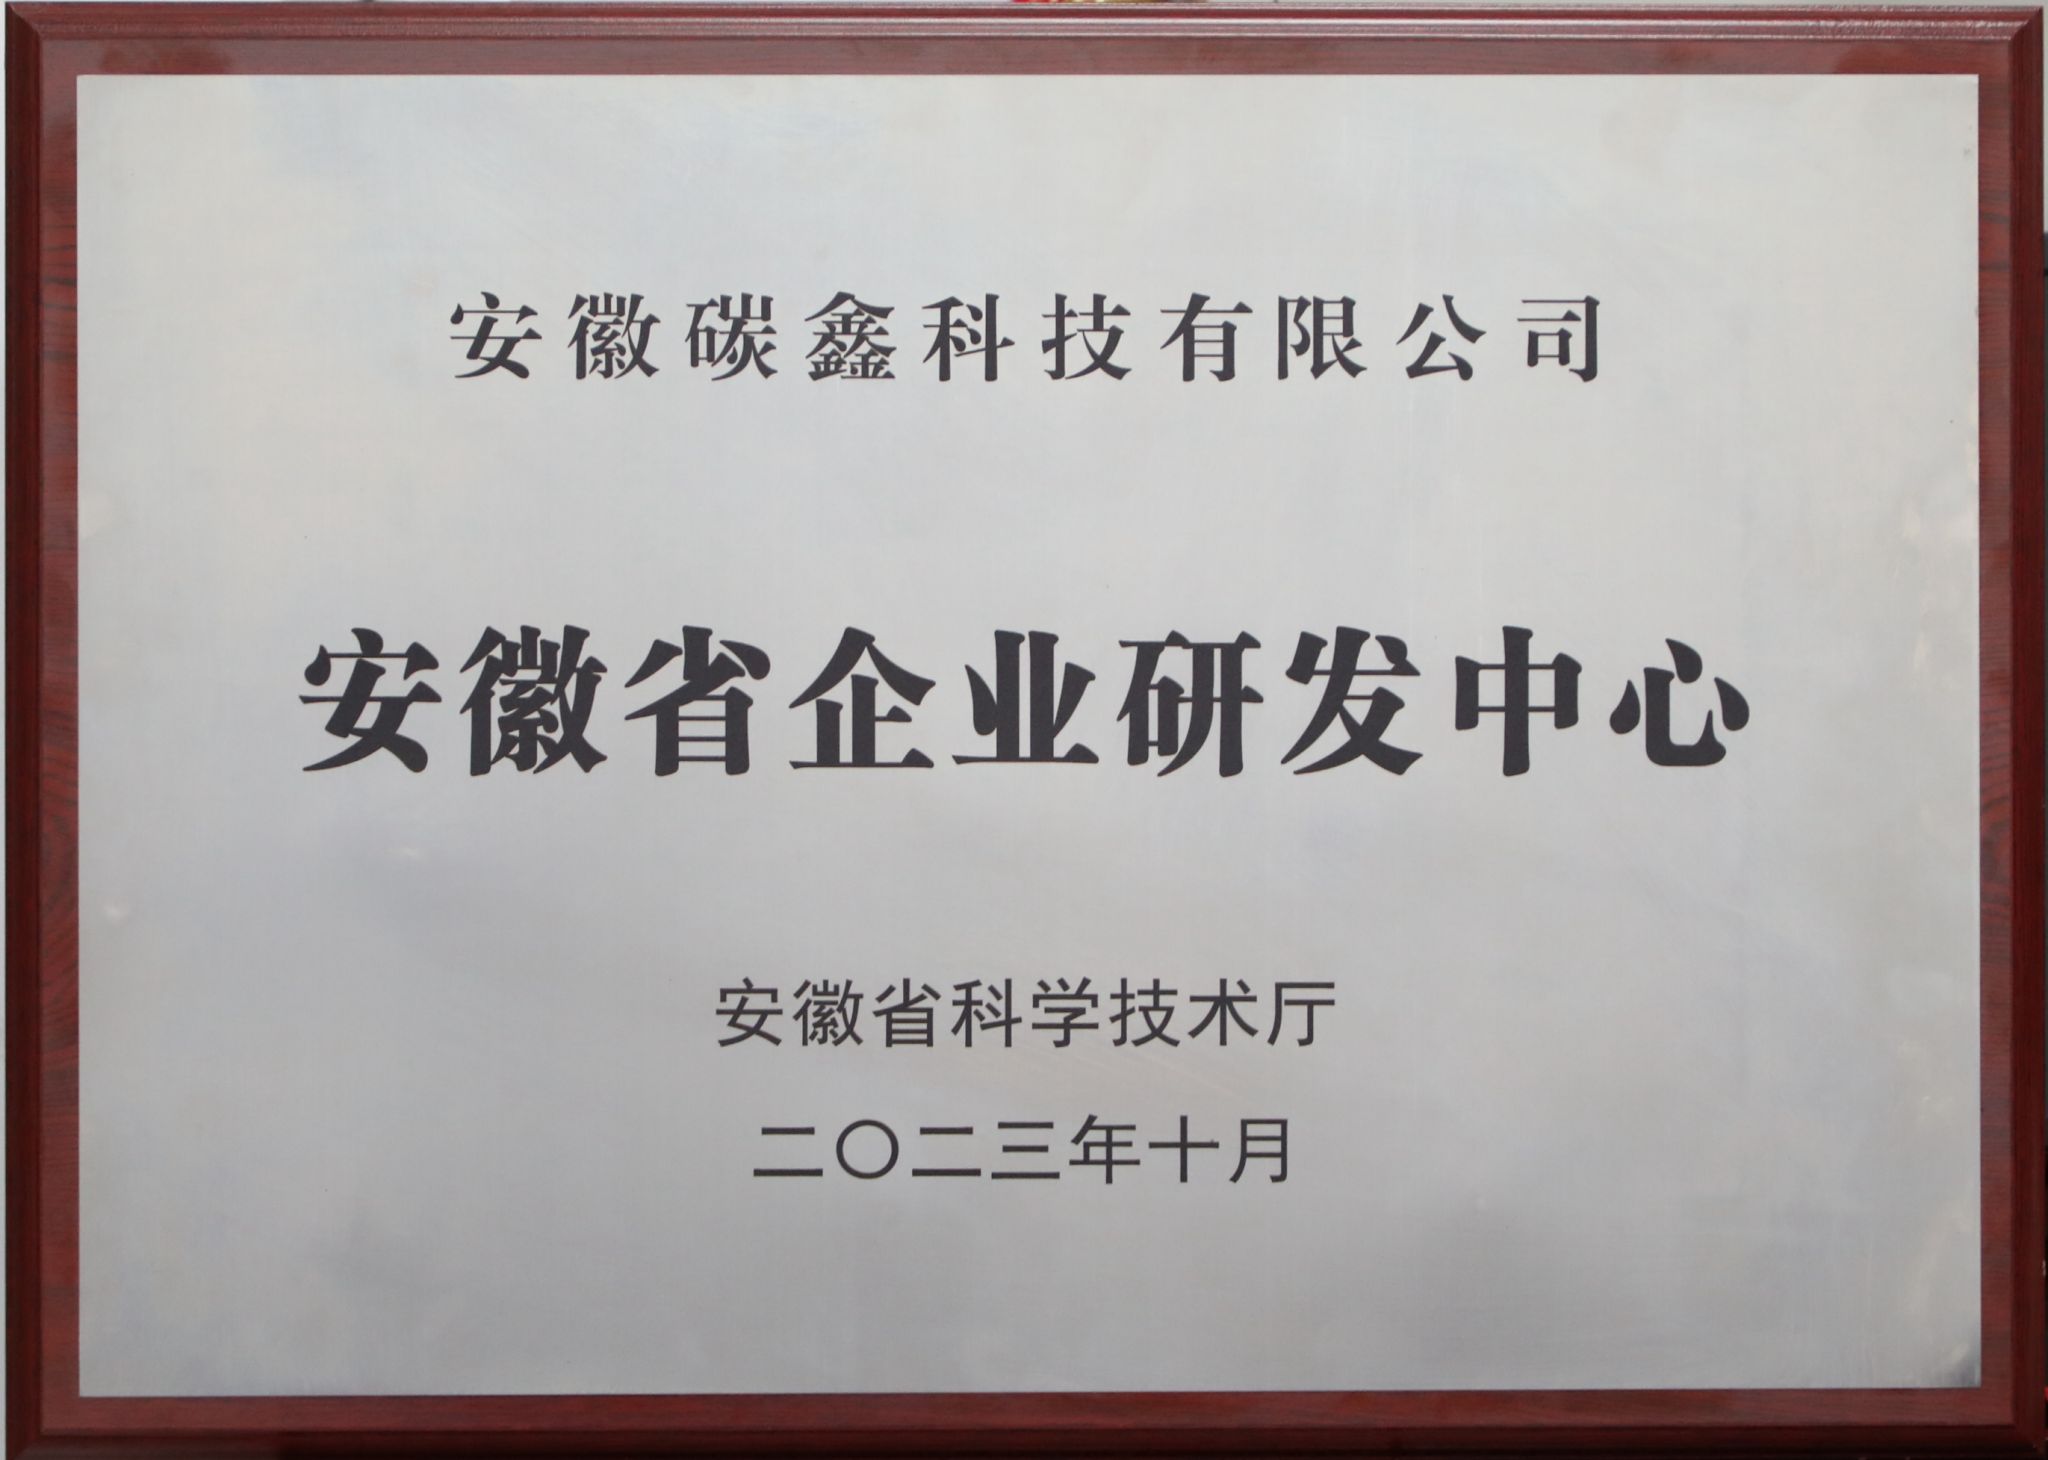 安徽碳鑫科技有限公司
安徽省企业研发中心
安徽省科学技术厅
二〇二三年十月